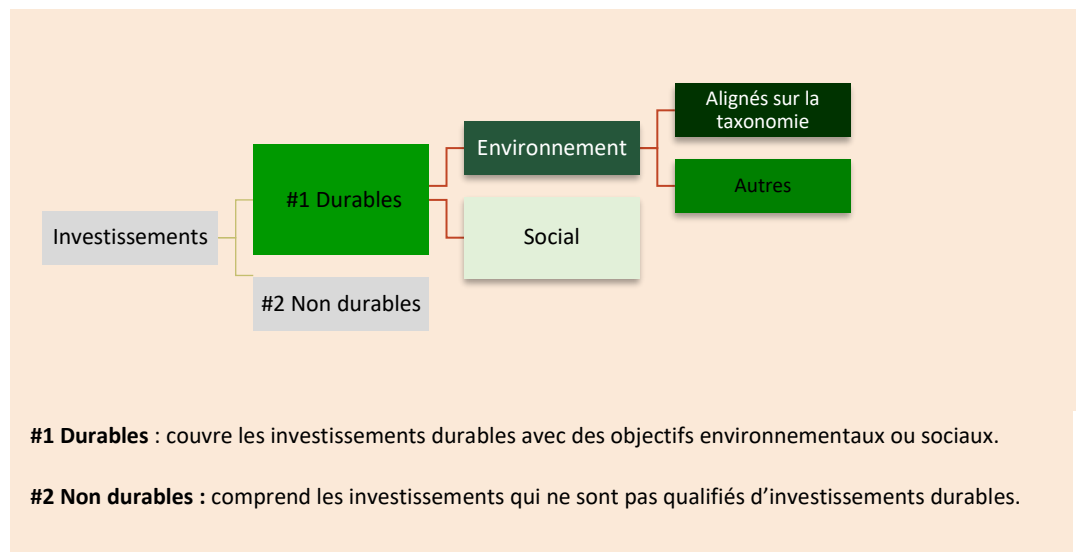 Alignés sur la
taxonomie
Environnement
Autres
#1 Durables
Investissements
Social
#2 Non durables
#1 Durables : couvre les investissements durables avec des objectifs environnementaux ou sociaux.
#2 Non durables : comprend les investissements qui ne sont pas qualifiés d’investissements durables.